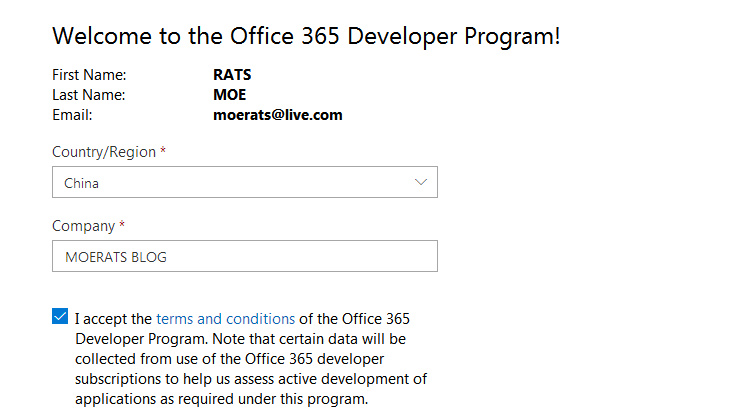 Welcome to the Office 365 Developer Program!
First Name: RATS
Last Name: MOE
Email: moerats@live.com
Country/Region *
China
Company *
MOERATS BLOG
I accept the terms and conditions of the Office 365
Developer Program. Note that certain data will be
collected from use of the Office 365 developer
subscriptions to help us assess active development of
applications as required under this program.